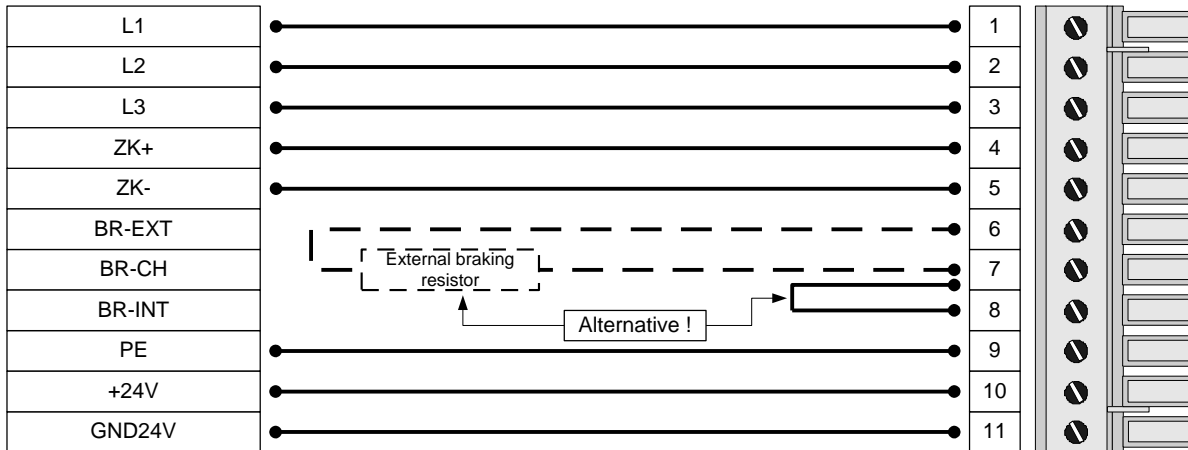 L1 1
L2 2
L3 3
ZK+ 4
ZK- 5
BR-EXT 6
External braking
resistor
BR-CH 7
BR-INT 8
Alternative !
PE 9
+24V 10
GND24V 11